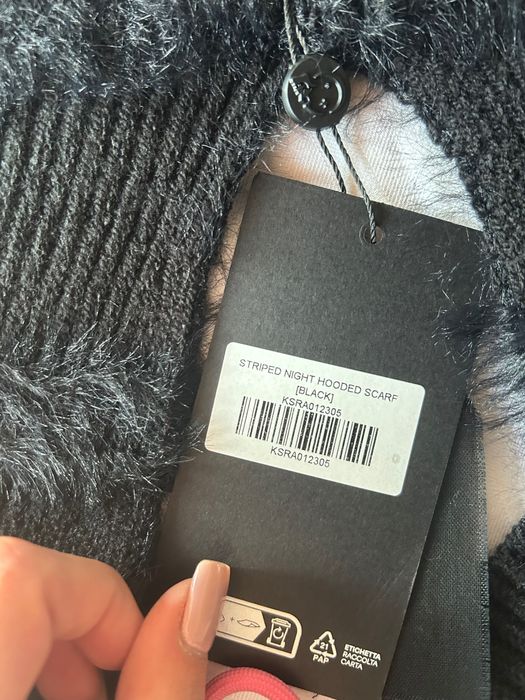 STRIPED NIGHT HOODED SCARF
[BLACK]
KSRA012305
KSRA012305
21
PAP
ETICHETTA
RACCOLTA
CARTA